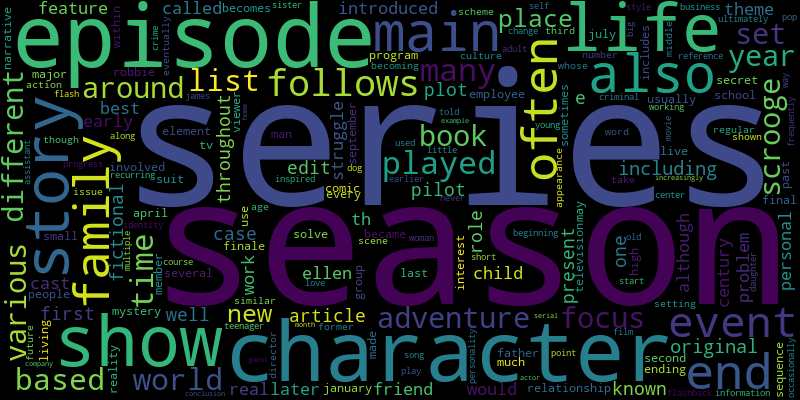 feature called becomes introduced theme pop
episode main life
july place set
sister scheme change third
self style business ultimately
narrative within crime eventually
culture number includes middle reference
around list follows program many also year
major action robbie
becoming adult whose
plot e secret
flash james home
employee usually school
different story family
best viewer book often scrooge
early though
tv throughout struggle september
told example used
sometimes word criminal working movie way frequently
series
along element man edit played including
little young regular shown
assistant progress
dog increasingly
live past
involved suit comic every inspired
earlier never appearance take center final
recurring issue
pilot
season
april fictional
small identity multiple
case use age th role
various time
solve finale became woman scene
beginning present television may one old high
although century problem personal
cast people member course several
work ellen last child interest
start daughter
mystery similar love group short
setting
first well new article adventure focus event
future living reality
teenager month former
serial film
show character
director made song father point
second original ending sequence
company based world
real later january friend
guest play conclusion
much personality actor would relationship known
end
flashback information occasionally